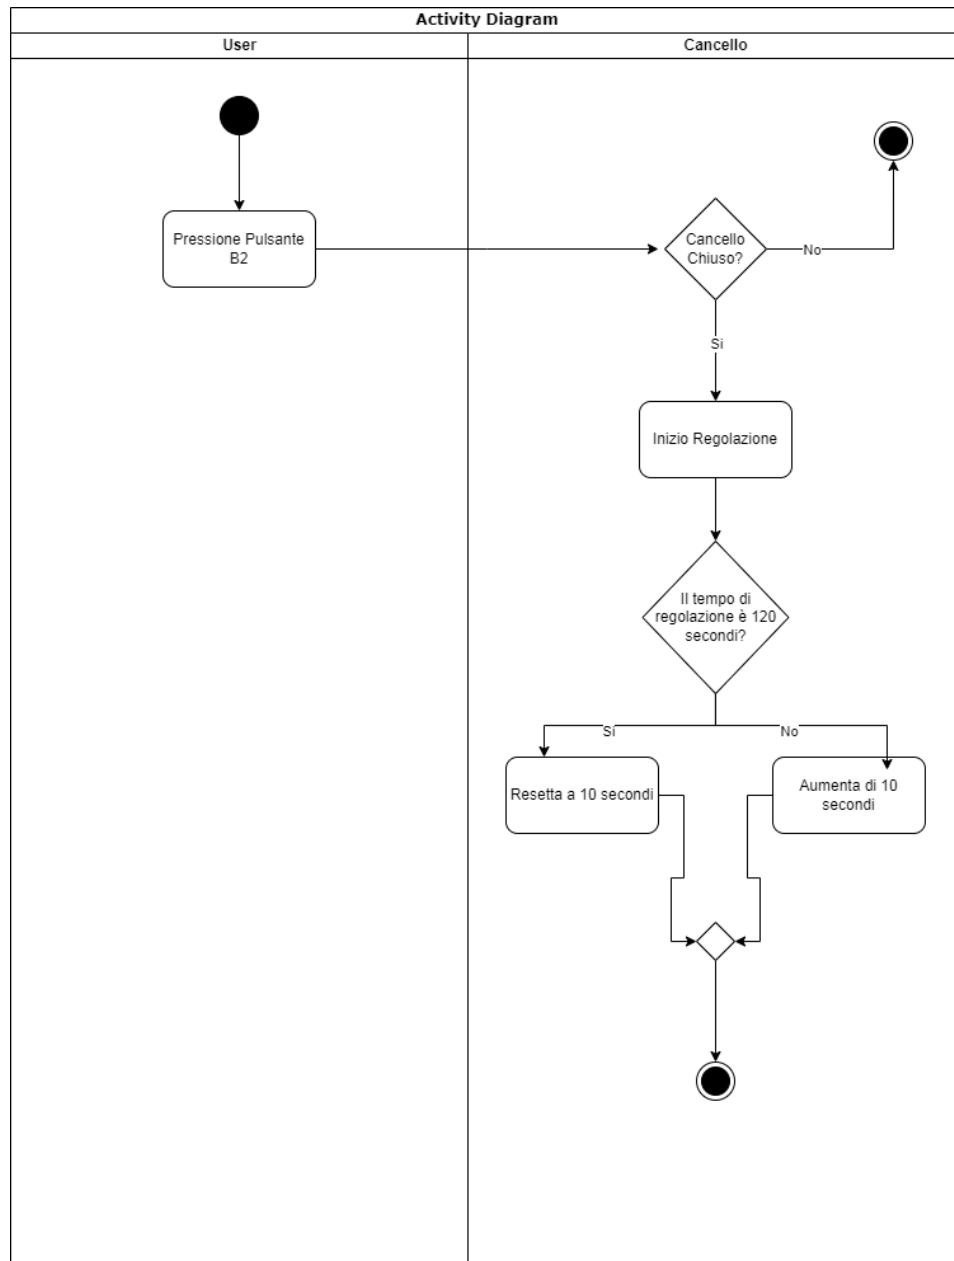 Activity Diagram
User
Cancello
Pressione Pulsante
B2
Cancello
Chiuso?
No
Si
Inizio Regolazione
Il tempo di
regolazione è 120
secondi?
Si
No
Resetta a 10 secondi
Aumenta di 10
secondi